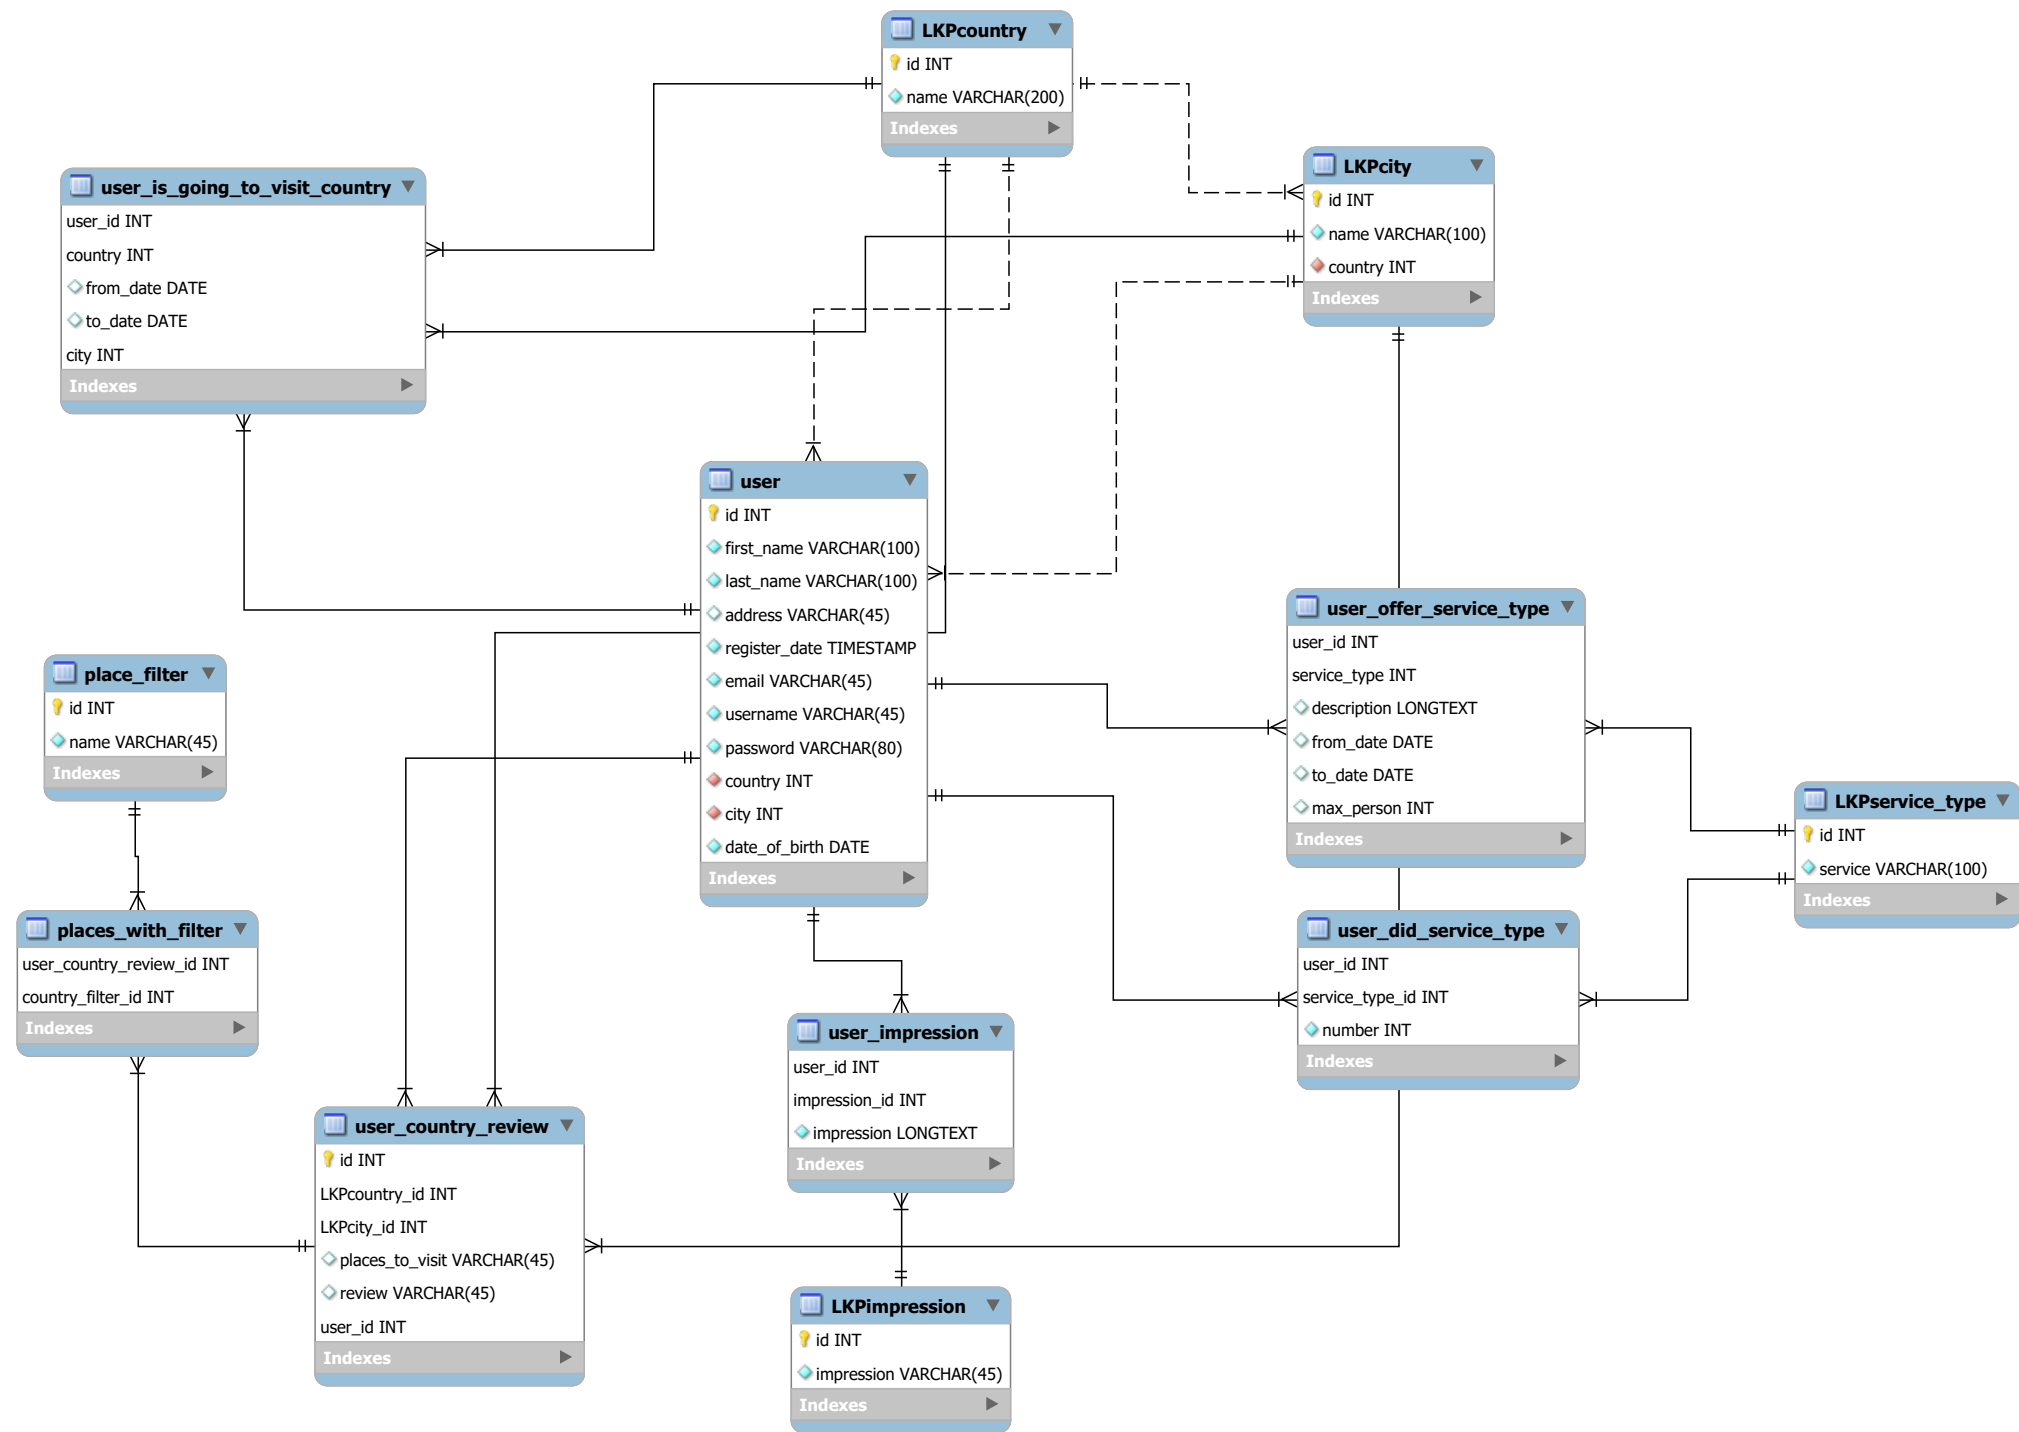 LKPcountry
id INT
name VARCHAR(200)
Indexes
LKPcity
id INT
name VARCHAR(100)
country INT
Indexes
user_is_going_to_visit_country
user_id INT
country INT
from_date DATE
to_date DATE
city INT
Indexes
user
id INT
first_name VARCHAR(100)
last_name VARCHAR(100)
address VARCHAR(45)
register_date TIMESTAMP
email VARCHAR(45)
username VARCHAR(45)
password VARCHAR(80)
country INT
city INT
date_of_birth DATE
Indexes
user_offer_service_type
user_id INT
service_type INT
description LONGTEXT
from_date DATE
to_date DATE
max_person INT
Indexes
place_filter
id INT
name VARCHAR(45)
Indexes
LKPservice_type
id INT
service VARCHAR(100)
Indexes
places_with_filter
user_country_review_id INT
country_filter_id INT
Indexes
user_did_service_type
user_id INT
service_type_id INT
number INT
Indexes
user_impression
user_id INT
impression_id INT
impression LONGTEXT
Indexes
user_country_review
id INT
LKPcountry_id INT
LKPcity_id INT
places_to_visit VARCHAR(45)
review VARCHAR(45)
user_id INT
Indexes
LKPimpression
id INT
impression VARCHAR(45)
Indexes